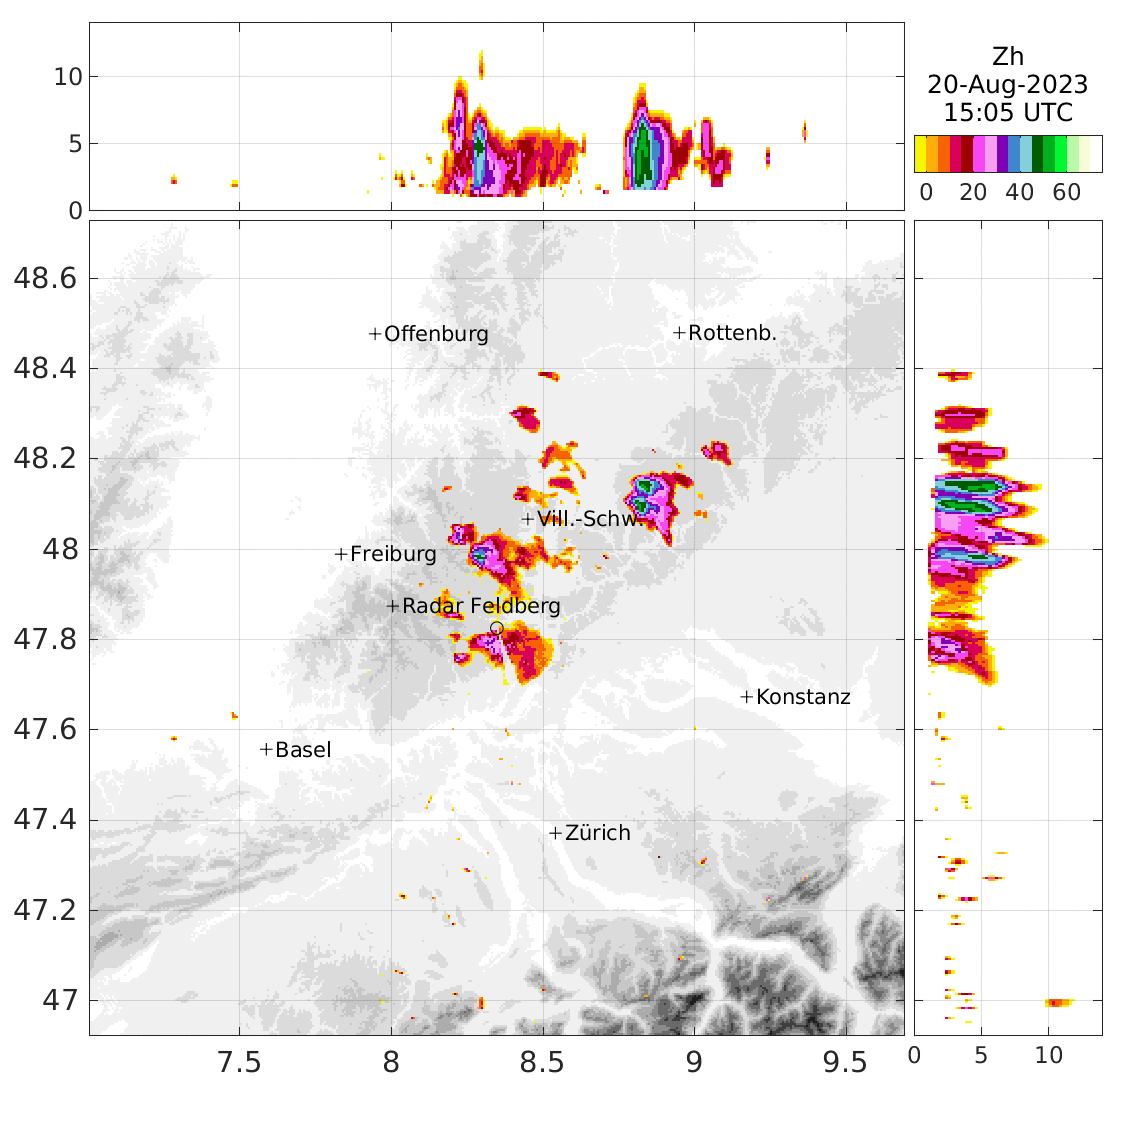 Zh
20-Aug-2023
15:05 UTC
0 20 40 60
10
5
0
48.6
48.4
48.2
48
47.8
47.6
47.4
47.2
47
Offenburg
Rottenb.
Vill.-Schw.
Freiburg
Radar Feldberg
Konstanz
Basel
Zürich
7.5 8 8.5 9 9.5
0 5 10